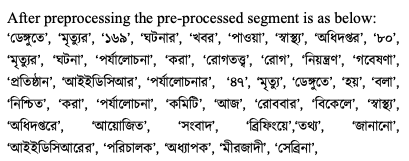 After preprocessing the pre-processed segment is as below:
‘ডেঙ্গুতে’, ‘মৃত্যুর’, ‘১৬৯’, ‘ঘটনার’, ‘খবর’, ‘পাওয়া’, ‘স্বাস্থ্য’, ‘অধিদপ্তর’, ‘৮০’,
‘মৃত্যুর’, ‘ঘটনা’, ‘পর্যালোচনা’, ‘করা’, ‘রোগতত্ত্ব’, ‘রোগ’, ‘নিয়ন্ত্রণ’, ‘গবেষণা’,
‘প্রতিষ্ঠান’, ‘আইইডিসিআর’, ‘পর্যালোচনার’, ‘৪৭’, ‘মৃত্যু’, ‘ডেঙ্গুতে’, ‘হয়’, ‘বলা’,
‘নিশ্চিত’, ‘করা’, ‘পর্যালোচনা’, ‘কমিটি’, ‘আজ’, ‘রোববার’, ‘বিকেলে’, ‘স্বাস্থ্য’,
‘অধিদপ্তরে’, ‘আয়োজিত’, ‘সংবাদ’, ‘ব্রিফিংয়ে’,‘তথ্য’, ‘জানানো’,
‘আইইডিসিআরের’, ‘পরিচালক’, ‘অধ্যাপক’, ‘মীরজাদী’, ‘সেব্রিনা’,